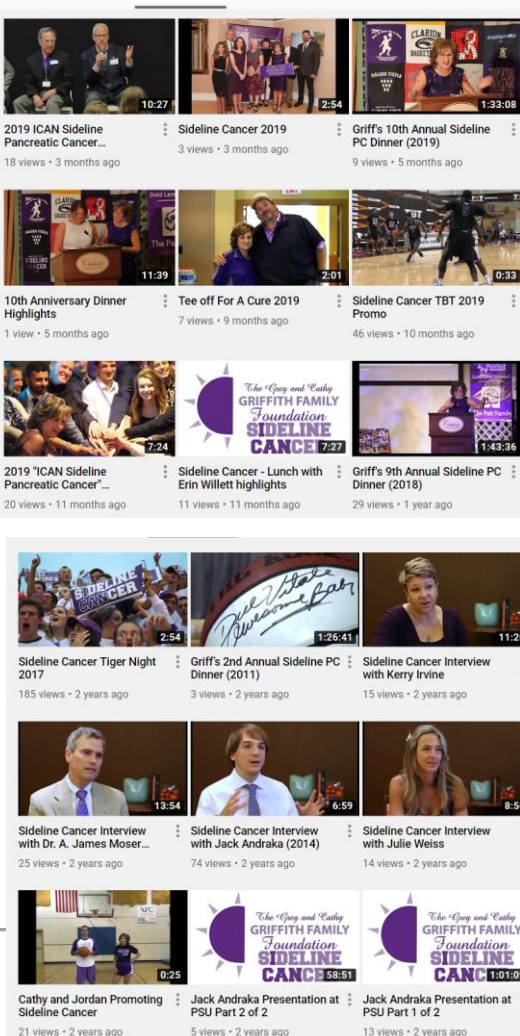 10:27
2:54
1:33:08
2019 ICAN Sideline
Pancreatic Cancer...
18 views • 3 months ago
Sideline Cancer 2019
3 views • 3 months ago
Griff's 10th Annual Sideline
PC Dinner (2019)
9 views • 5 months ago
11:39
2:01
0:33
10th Anniversary Dinner
Highlights
1 view • 5 months ago
Tee off For A Cure 2019
7 views • 9 months ago
Sideline Cancer TBT 2019
Promo
46 views • 10 months ago
The Greg and Cathy
GRIFFITH FAMILY
Foundation
SIDELINE
CANCE
7:24
7:27
1:43:36
2019 "ICAN Sideline
Pancreatic Cancer"...
20 views • 11 months ago
Sideline Cancer - Lunch with
Erin Willett highlights
11 views • 11 months ago
Griff's 9th Annual Sideline PC
Dinner (2018)
29 views • 1 year ago
SIDELINE
CANCER
Dick Vitale
Awesome Baby
2:54
1:26:41
Sideline Cancer Tiger Night
2017
185 views • 2 years ago
Griff's 2nd Annual Sideline PC
Dinner (2011)
3 views • 2 years ago
Sideline Cancer Interview
with Kerry Irvine
15 views • 2 years ago
13:54
6:59
Sideline Cancer Interview
with Dr. A. James Moser...
25 views • 2 years ago
Sideline Cancer Interview
with Jack Andraka (2014)
74 views • 2 years ago
Sideline Cancer Interview
with Julie Weiss
14 views • 2 years ago
The Greg and Cathy
GRIFFITH FAMILY
Foundation
SIDELINE
CANCE
The Greg and Cathy
GRIFFITH FAMILY
Foundation
SIDELINE
CANC
0:25
58:51
1:01:0
Cathy and Jordan Promoting
Sideline Cancer
21 views • 2 years ago
Jack Andraka Presentation at
PSU Part 2 of 2
5 views • 2 years ago
Jack Andraka Presentation at
PSU Part 1 of 2
13 views • 2 years ago